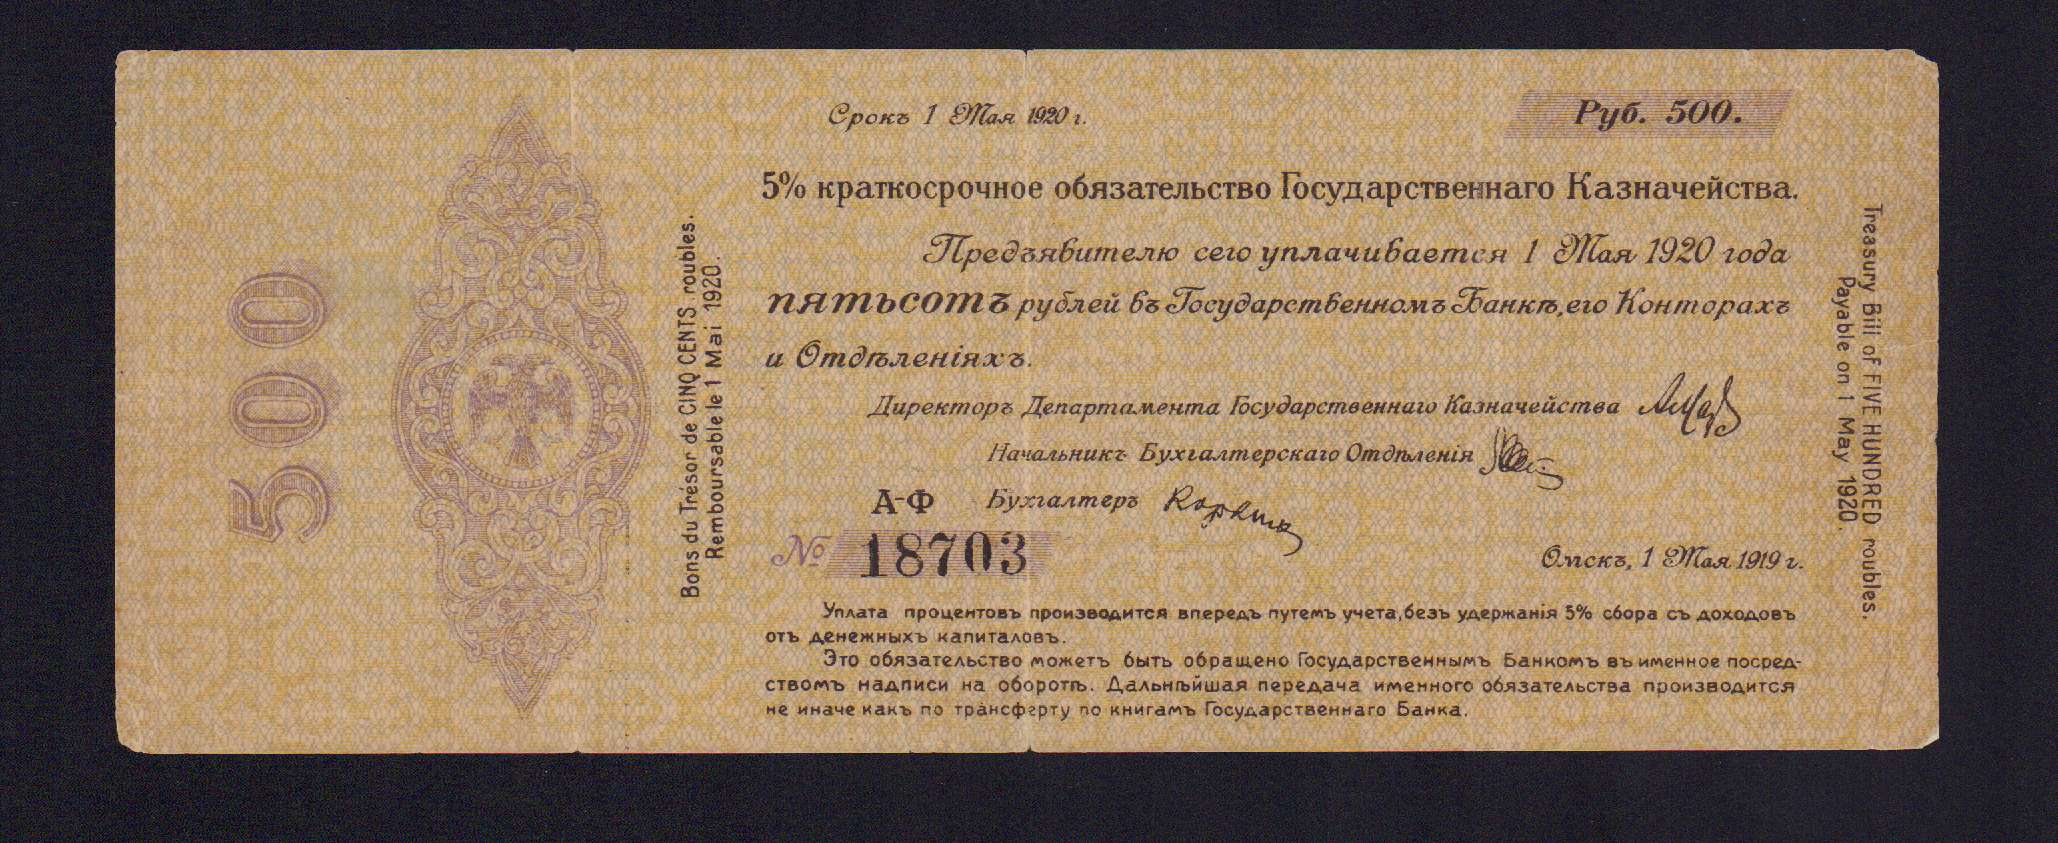 500
Bons du Trésor de CINQ CENTS roubles.
Remboursable le 1 Mai 1920.
Срокъ 1 Мая 1920 г.
Руб. 500.
5% краткосрочное обязательство Государственнаго Казначейства.
Предъявителю сего уплачивается 1 Мая 1920 года
пятьсотъ рублей въ Государственномъ Банкѣ, его Конторахъ
и Отдѣленіяхъ.
Директоръ Департамента Государственнаго Казначейства
Начальникъ Бухгалтерскаго Отдѣленія
А-Ф Бухгалтеръ
№ 18703
Омскъ, 1 Мая 1919 г.
Уплата процентовъ производится впередъ путемъ учета, безъ удержанія 5% сбора съ доходовъ
отъ денежныхъ капиталовъ.
Это обязательство можетъ быть обращено Государственнымъ Банкомъ въ именное посред-
ствомъ надписи на оборотѣ. Дальнѣйшая передача именного обязательства производится
не иначе какъ по трансферту по книгамъ Государственнаго Банка.
Treasury Bill of FIVE HUNDRED roubles.
Payable on 1 May 1920.